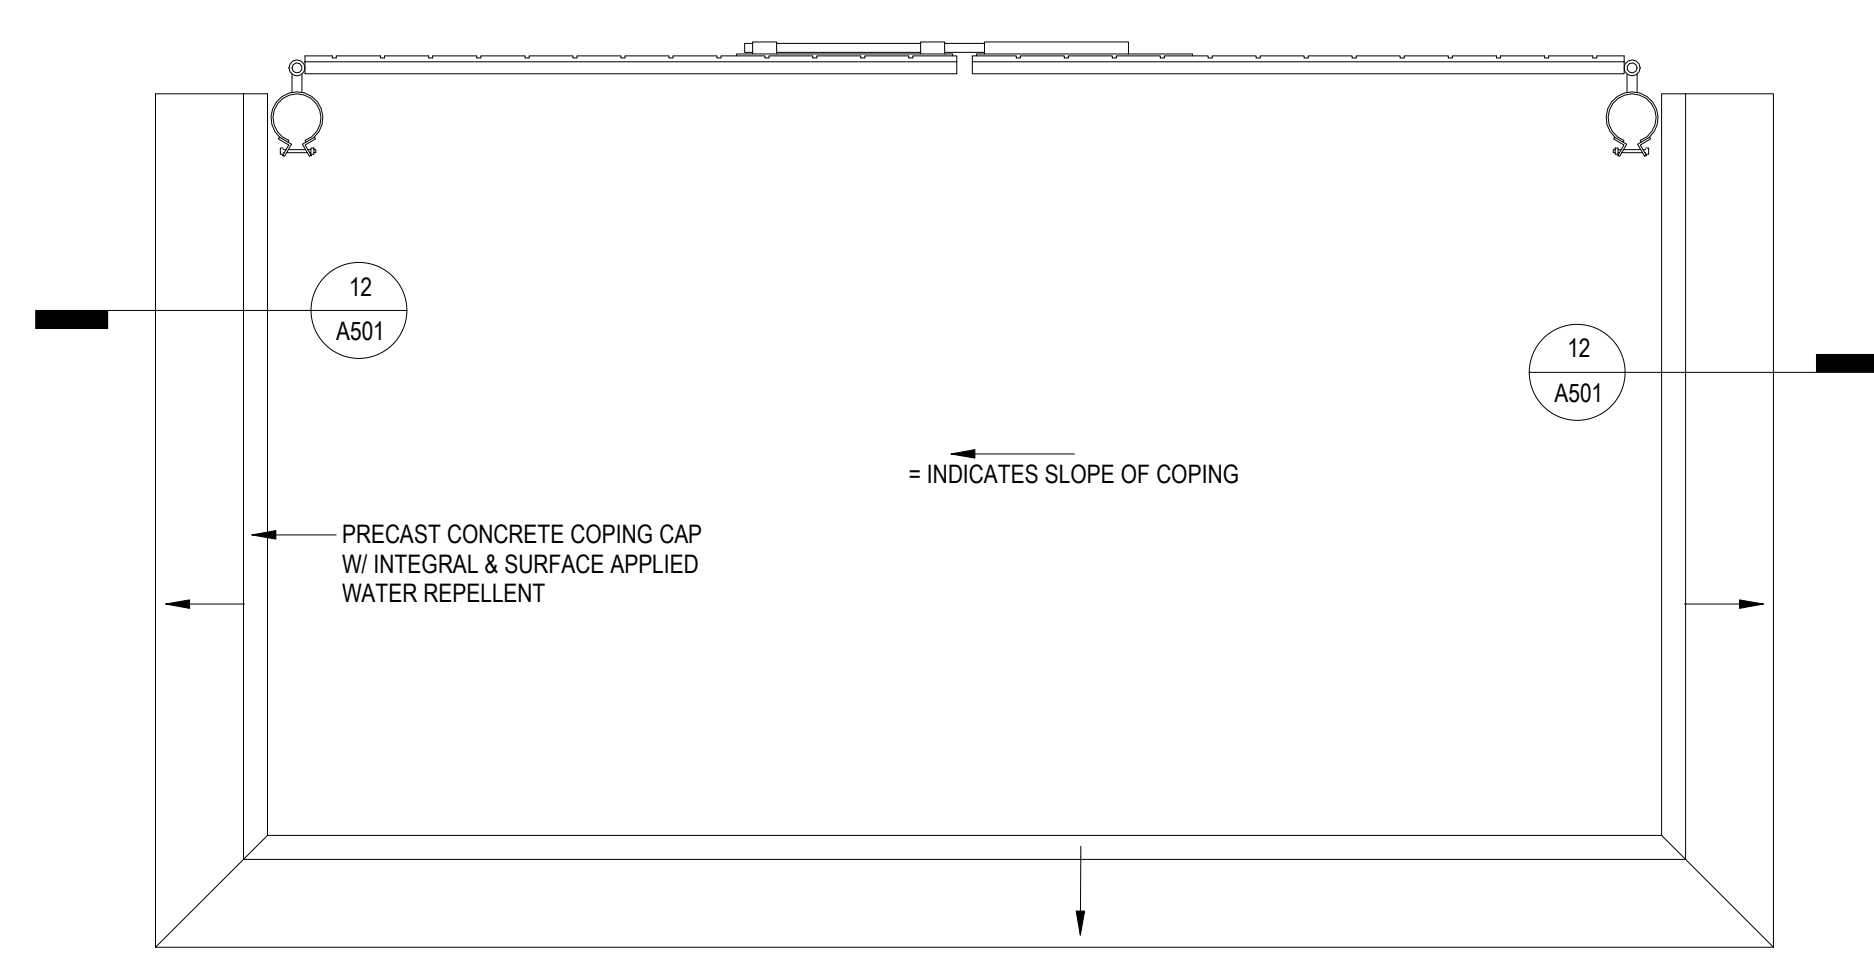 12
A501
12
A501
= INDICATES SLOPE OF COPING
PRECAST CONCRETE COPING CAP
W/ INTEGRAL & SURFACE APPLIED
WATER REPELLENT